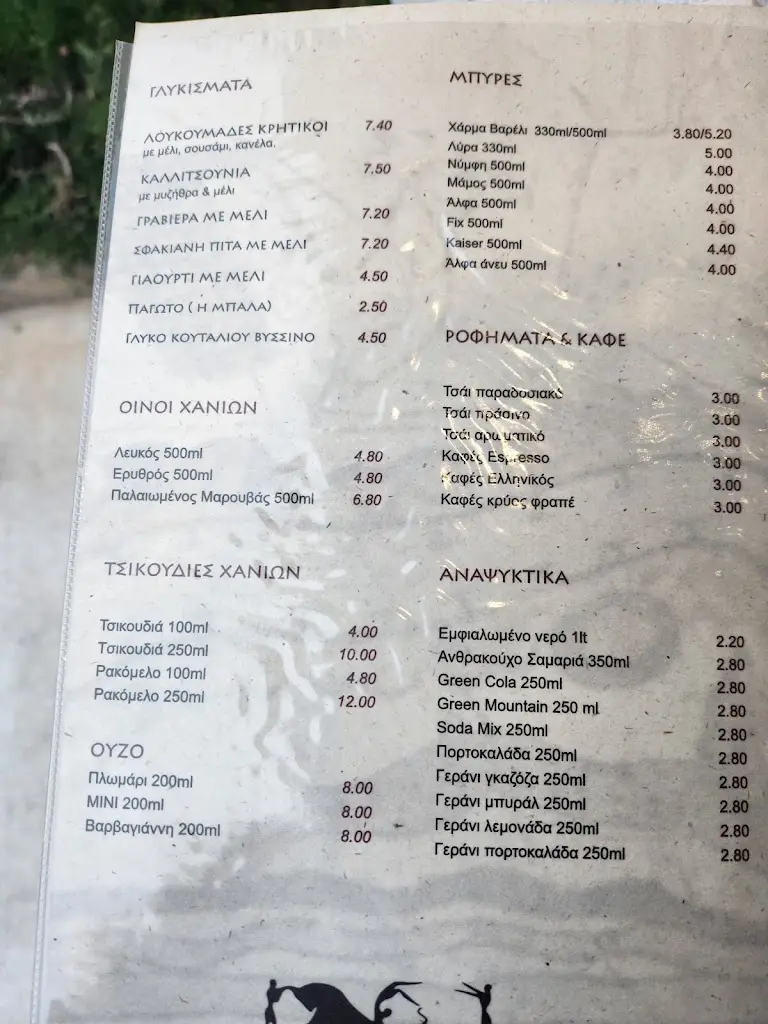 ΓΛΥΚΙΣΜΑΤΑ
ΛΟΥΚΟΥΜΑΔΕΣ ΚΡΗΤΙΚΟΙ 7.40
με μέλι, σουσάμι, κανέλα.
ΚΑΛΛΙΤΣΟΥΝΙΑ 7.50
με μυζήθρα & μέλι
ΓΡΑΒΙΕΡΑ ΜΕ ΜΕΛΙ 7.20
ΣΦΑΚΙΑΝΗ ΠΙΤΑ ΜΕ ΜΕΛΙ 7.20
ΓΙΑΟΥΡΤΙ ΜΕ ΜΕΛΙ 4.50
ΠΑΓΩΤΟ ( Η ΜΠΑΛΑ) 2.50
ΓΛΥΚΟ ΚΟΥΤΑΛΙΟΥ ΒΥΣΣΙΝΟ 4.50
ΟΙΝΟΙ ΧΑΝΙΩΝ
Λευκός 500ml 4.80
Ερυθρός 500ml 4.80
Παλαιωμένος Μαρουβάς 500ml 6.80
ΤΣΙΚΟΥΔΙΕΣ ΧΑΝΙΩΝ
Τσικουδιά 100ml 4.00
Τσικουδιά 250ml 10.00
Ρακόμελο 100ml 4.80
Ρακόμελο 250ml 12.00
ΟΥΖΟ
Πλωμάρι 200ml 8.00
ΜΙΝΙ 200ml 8.00
Βαρβαγιάννη 200ml 8.00
ΜΠΥΡΕΣ
Χάρμα Βαρέλι 330ml/500ml 3.80/5.20
Λύρα 330ml 5.00
Νύμφη 500ml 4.00
Μάμος 500ml 4.00
Άλφα 500ml 4.00
Fix 500ml 4.00
Kaiser 500ml 4.40
Άλφα άνευ 500ml 4.00
ΡΟΦΗΜΑΤΑ & ΚΑΦΕ
Τσάι παραδοσιακό 3.00
Τσάι πράσινο 3.00
Τσάι αρωματικό 3.00
Καφές Espresso 3.00
Καφές Ελληνικός 3.00
Καφές κρύος φραπέ 3.00
ΑΝΑΨΥΚΤΙΚΑ
Εμφιαλωμένο νερό 1lt 2.20
Ανθρακούχο Σαμαριά 350ml 2.80
Green Cola 250ml 2.80
Green Mountain 250 ml 2.80
Soda Mix 250ml 2.80
Πορτοκαλάδα 250ml 2.80
Γεράνι γκαζόζα 250ml 2.80
Γεράνι μπυράλ 250ml 2.80
Γεράνι λεμονάδα 250ml 2.80
Γεράνι πορτοκαλάδα 250ml 2.80